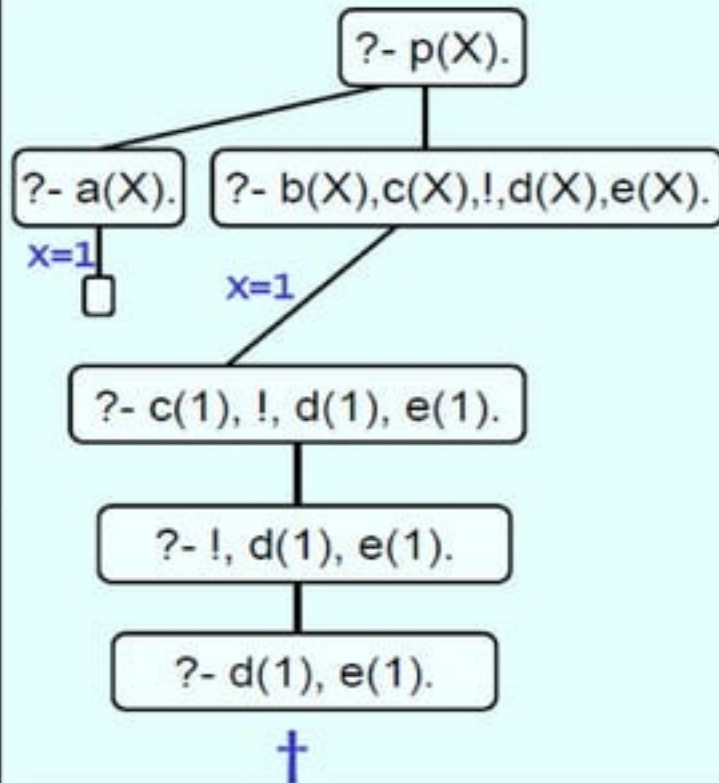 ?- p(X).
?- a(X).
?- b(X),c(X),!,d(X),e(X).
x=1
x=1
?- c(1), !, d(1), e(1).
?- !, d(1), e(1).
?- d(1), e(1).
†